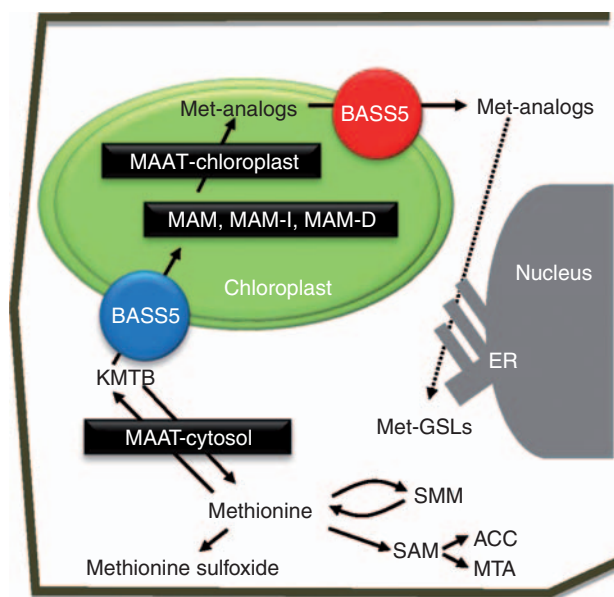 Met-analogs
BASS5
Met-analogs
MAAT-chloroplast
MAM, MAM-I, MAM-D
Nucleus
Chloroplast
BASS5
ER
KMTB
Met-GSLs
MAAT-cytosol
SMM
Methionine
ACC
SAM
Methionine sulfoxide
MTA